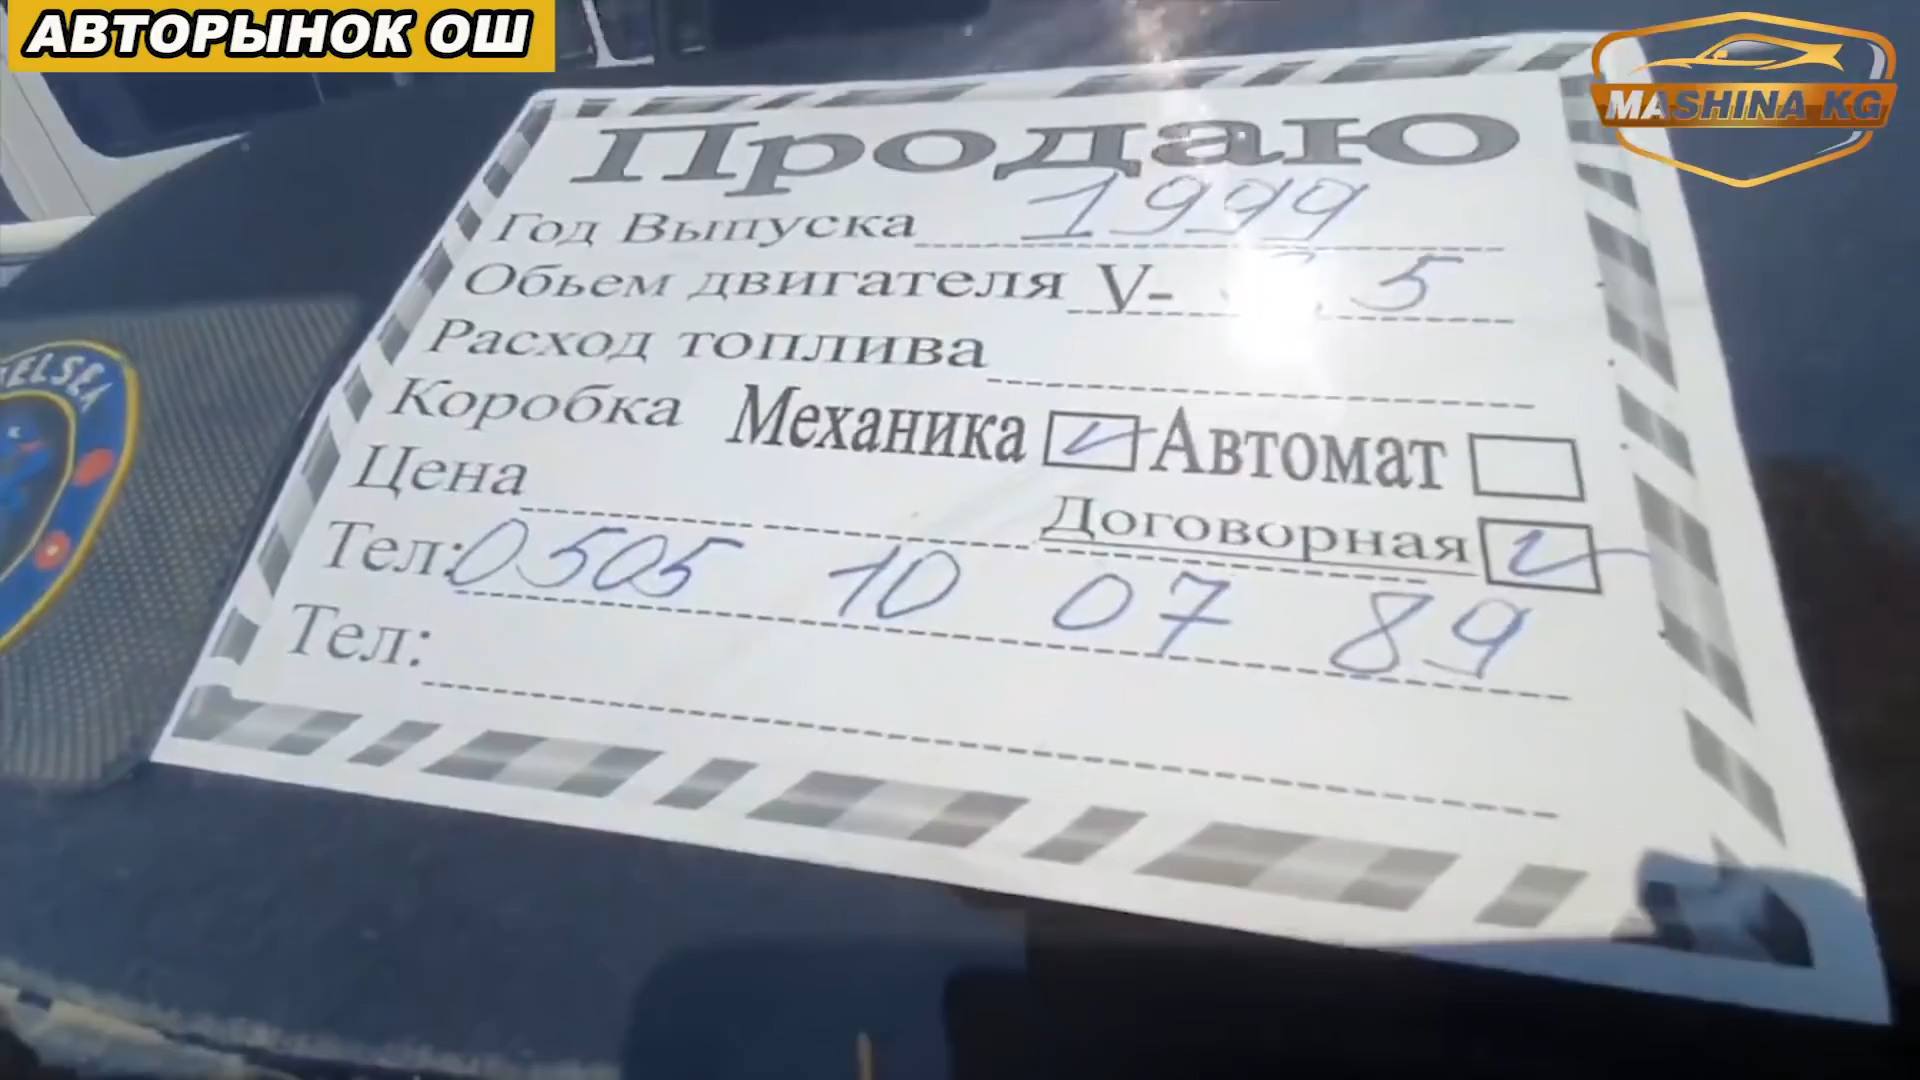 АВТОРЫНОК ОШ
MASHINA KG
Продаю
Год Выпуска 1999
Обьем двигателя V- 5
Расход топлива
Коробка Механика Автомат
Цена Договорная
Тел: 0505 10 07 89
Тел: